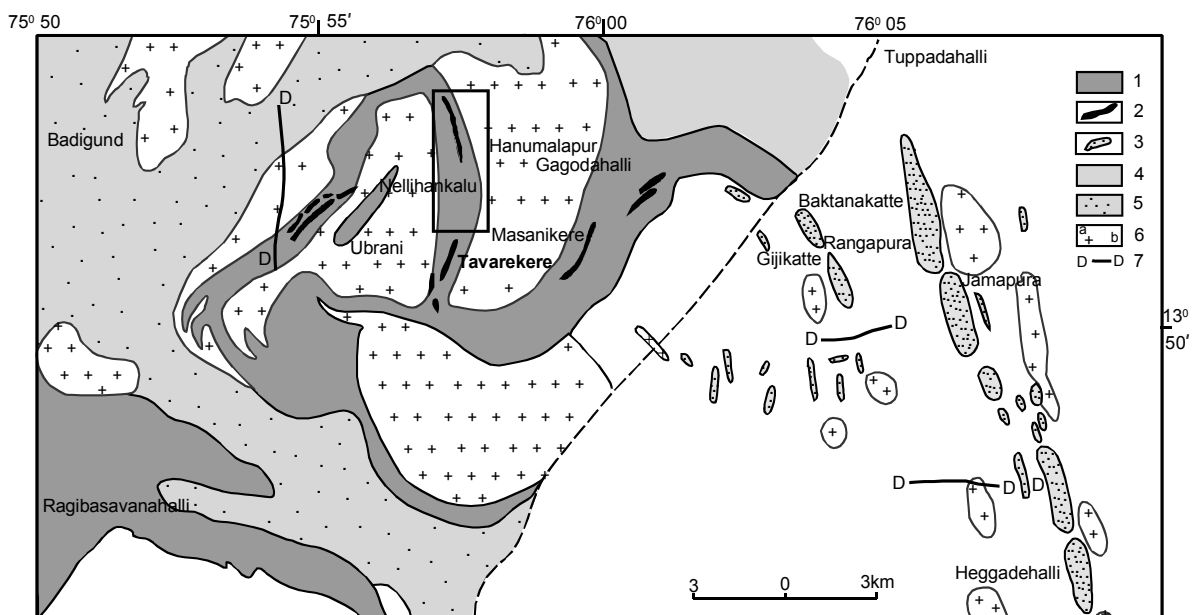 75⁰ 50
75⁰ 55'
76⁰ 00
76⁰ 05
Tuppadahalli
D
1
2
3
4
5
a
b
6
D D 7
Badigund
Hanumalapur
Gagodahalli
Nellihankalu
Baktanakatte
Ubrani
Masanikere
Rangapura
D
Tavarekere
Gijikatte
Jamapura
D
D
13⁰
50'
D
D
D
Ragibasavanahalli
Heggadehalli
3 0 3km